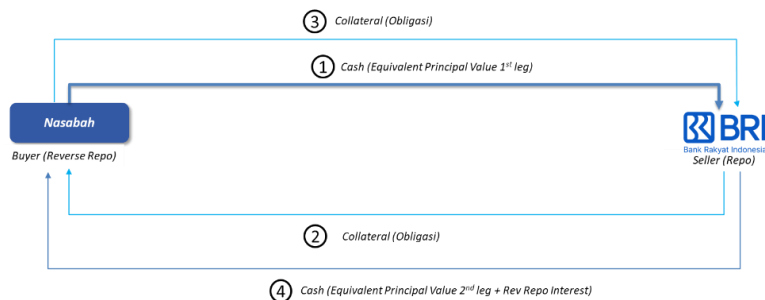 3 Collateral (Obligasi)
1 Cash (Equivalent Principal Value 1st leg)
Nasabah
BRI
Bank Rakyat Indonesia
Buyer (Reverse Repo)
Seller (Repo)
2 Collateral (Obligasi)
4 Cash (Equivalent Principal Value 2nd leg + Rev Repo Interest)